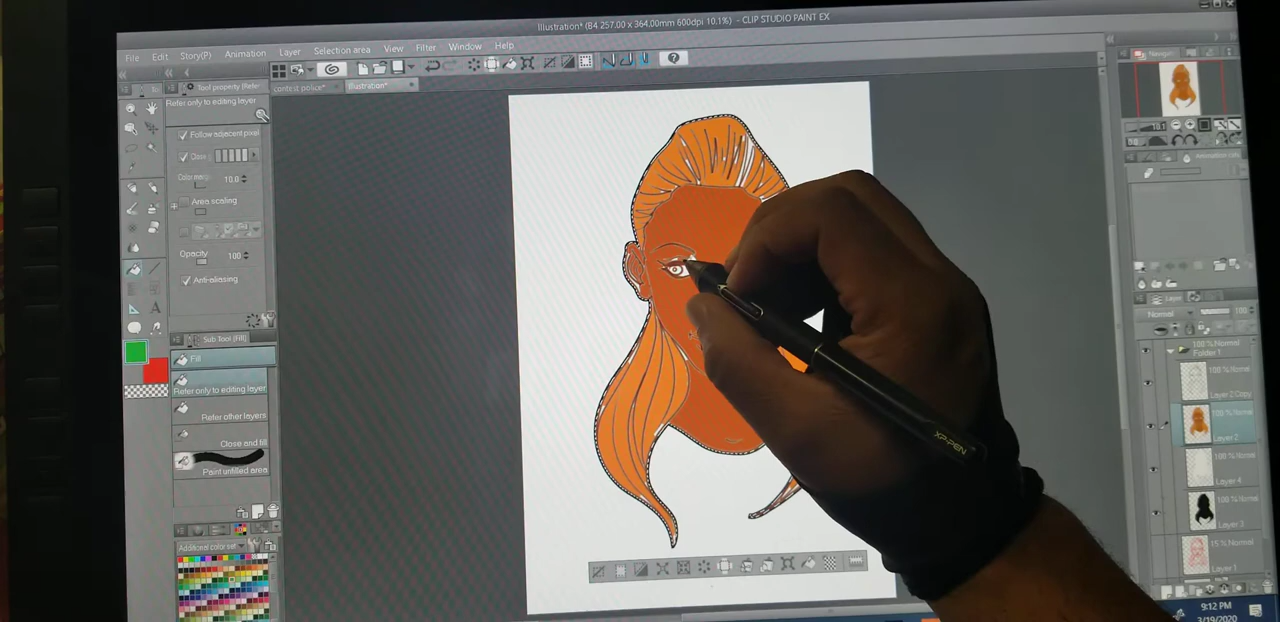 Illustration* (B4 257.00 x 364.00mm 600dpi 10.1%) - CLIP STUDIO PAINT EX
File Edit Story(P) Animation Layer Selection area View Filter Window Help
contest police*
Illustration*
Tool property (Refer
Refer only to editing layer
Follow adjacent pixel
Close
10.0
Area scaling
Opacity 100
Anti-aliasing
A
Sub Tool (Fill)
Fill
Refer only to editing layer
Refer other layers
Close and fill
Paint unfilled area
Additional color set
XP-PEN
10.1
Layer
Normal 100
100 % Normal
Folder 1
100 % Normal
Layer 2 Copy
100 % Normal
Layer 2
100 % Normal
Layer 4
100 % Normal
Layer 3
15 % Normal
Layer 1
9:12 PM
3/19/2020